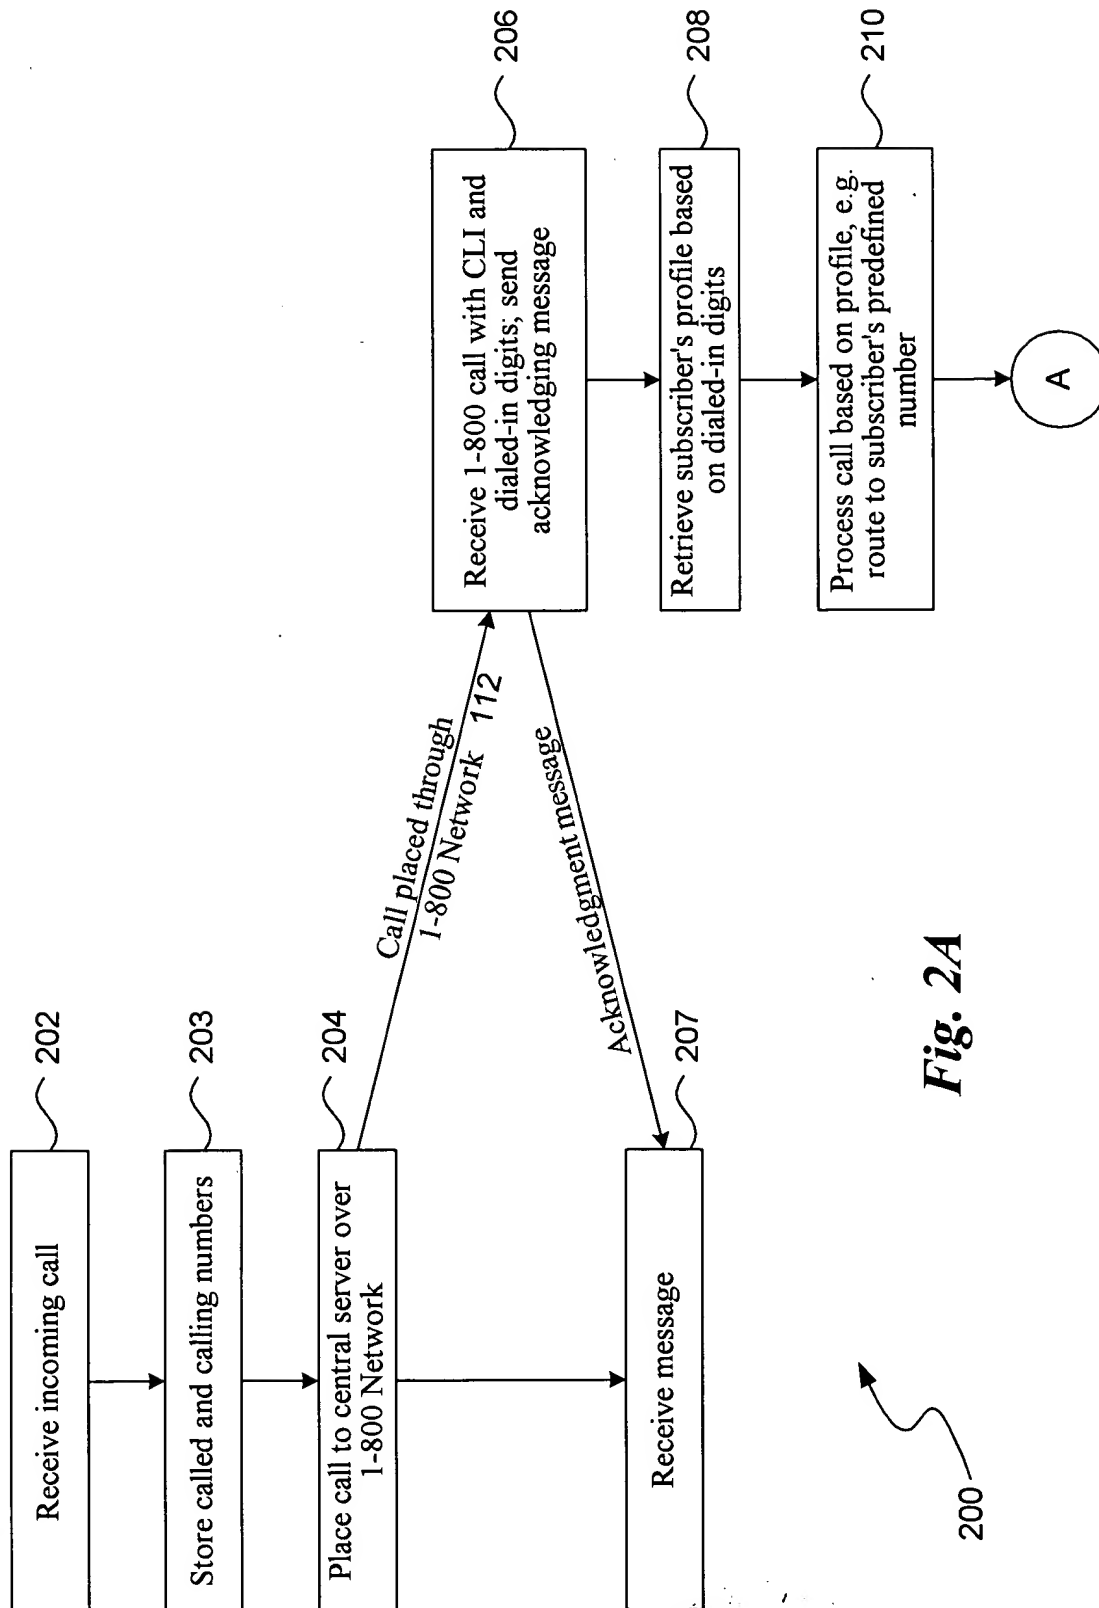 Receive incoming call
202
Store called and calling numbers
203
Place call to central server over
1-800 Network
204
Call placed through
1-800 Network 112
Receive 1-800 call with CLI and
dialed-in digits; send
acknowledging message
206
Acknowledgment message
Receive message
207
Retrieve subscriber's profile based
on dialed-in digits
208
Process call based on profile, e.g.
route to subscriber's predefined
number
210
A
200
Fig. 2A